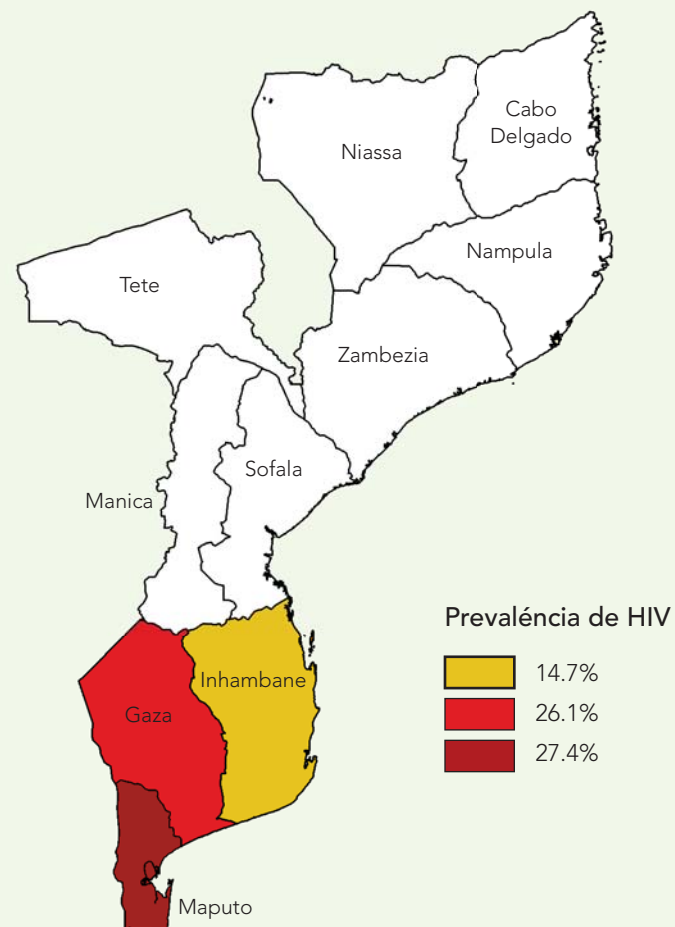 Cabo
Delgado
Niassa
Nampula
Tete
Zambezia
Sofala
Manica
Prevaléncia de HIV
14.7%
26.1%
27.4%
Inhambane
Gaza
Maputo